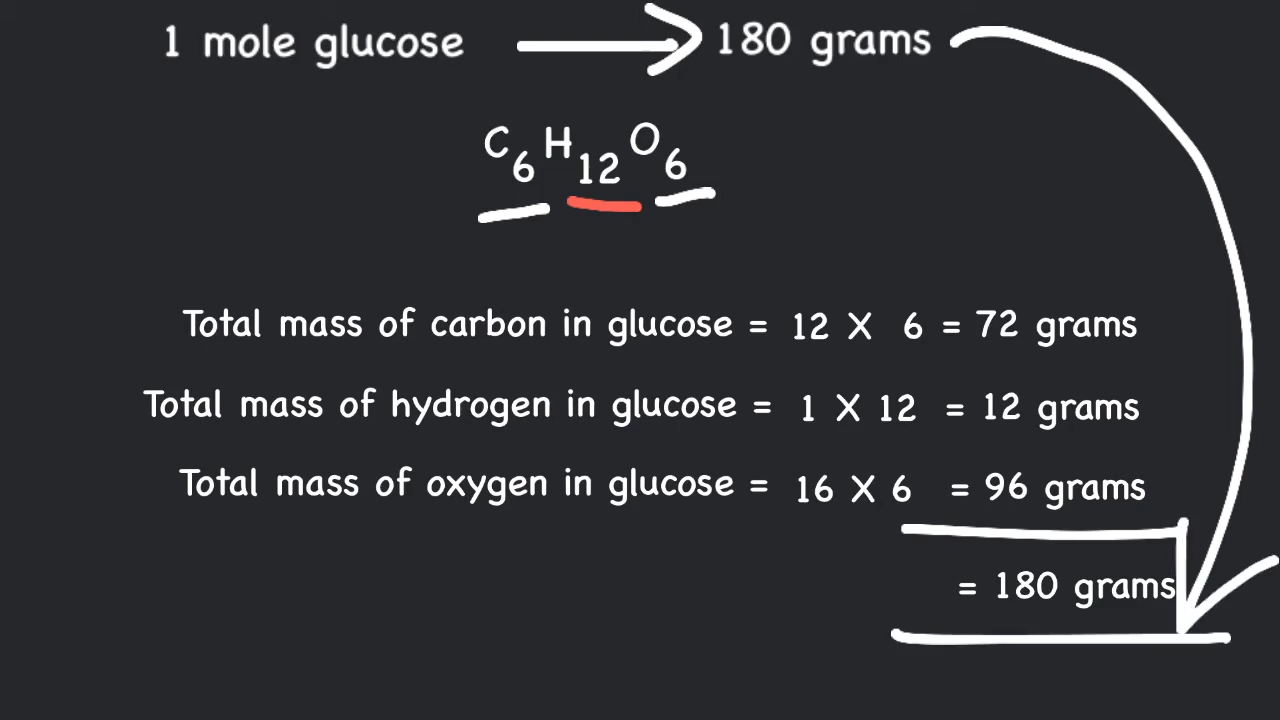 1 mole glucose 180 grams
C6H12O6
Total mass of carbon in glucose = 12 X 6 = 72 grams
Total mass of hydrogen in glucose = 1 X 12 = 12 grams
Total mass of oxygen in glucose = 16 X 6 = 96 grams
= 180 grams